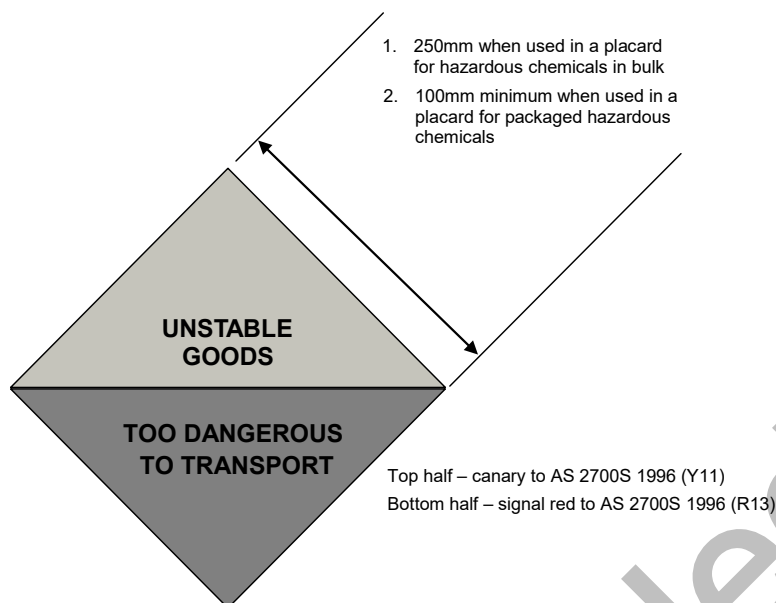 1. 250mm when used in a placard
for hazardous chemicals in bulk
2. 100mm minimum when used in a
placard for packaged hazardous
chemicals
UNSTABLE
GOODS
TOO DANGEROUS
TO TRANSPORT
Top half – canary to AS 2700S 1996 (Y11)
Bottom half – signal red to AS 2700S 1996 (R13)